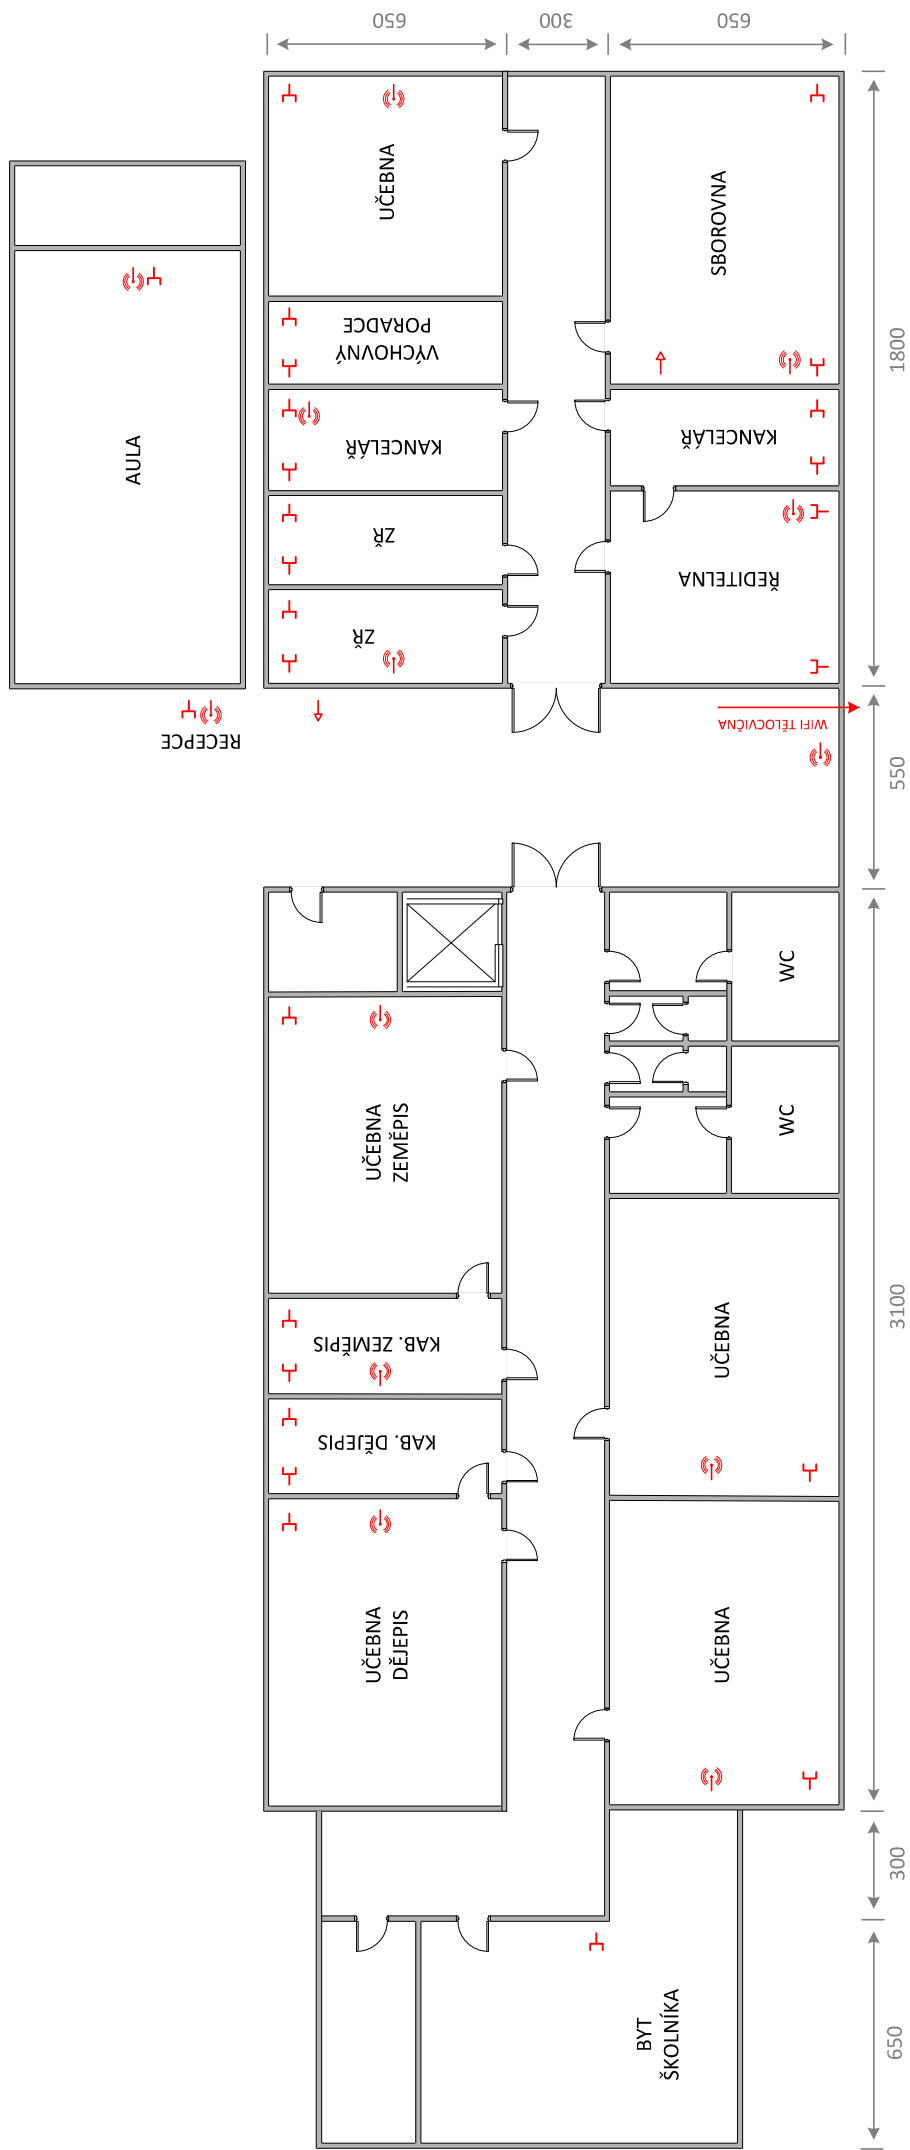 650
300
650
UČEBNA
SBOROVNA
VÝCHOVNÝ
PORADCE
1800
AULA
KANCELÁŘ
KANCELÁŘ
ZŘ
ŘEDITELNA
ZŘ
RECEPCE
WIFI TĚLOCVIČNA
550
WC
UČEBNA
ZEMĚPIS
WC
3100
KAB. ZEMĚPIS
UČEBNA
KAB. DĚJEPIS
UČEBNA
DĚJEPIS
UČEBNA
300
BYT
ŠKOLNÍKA
650